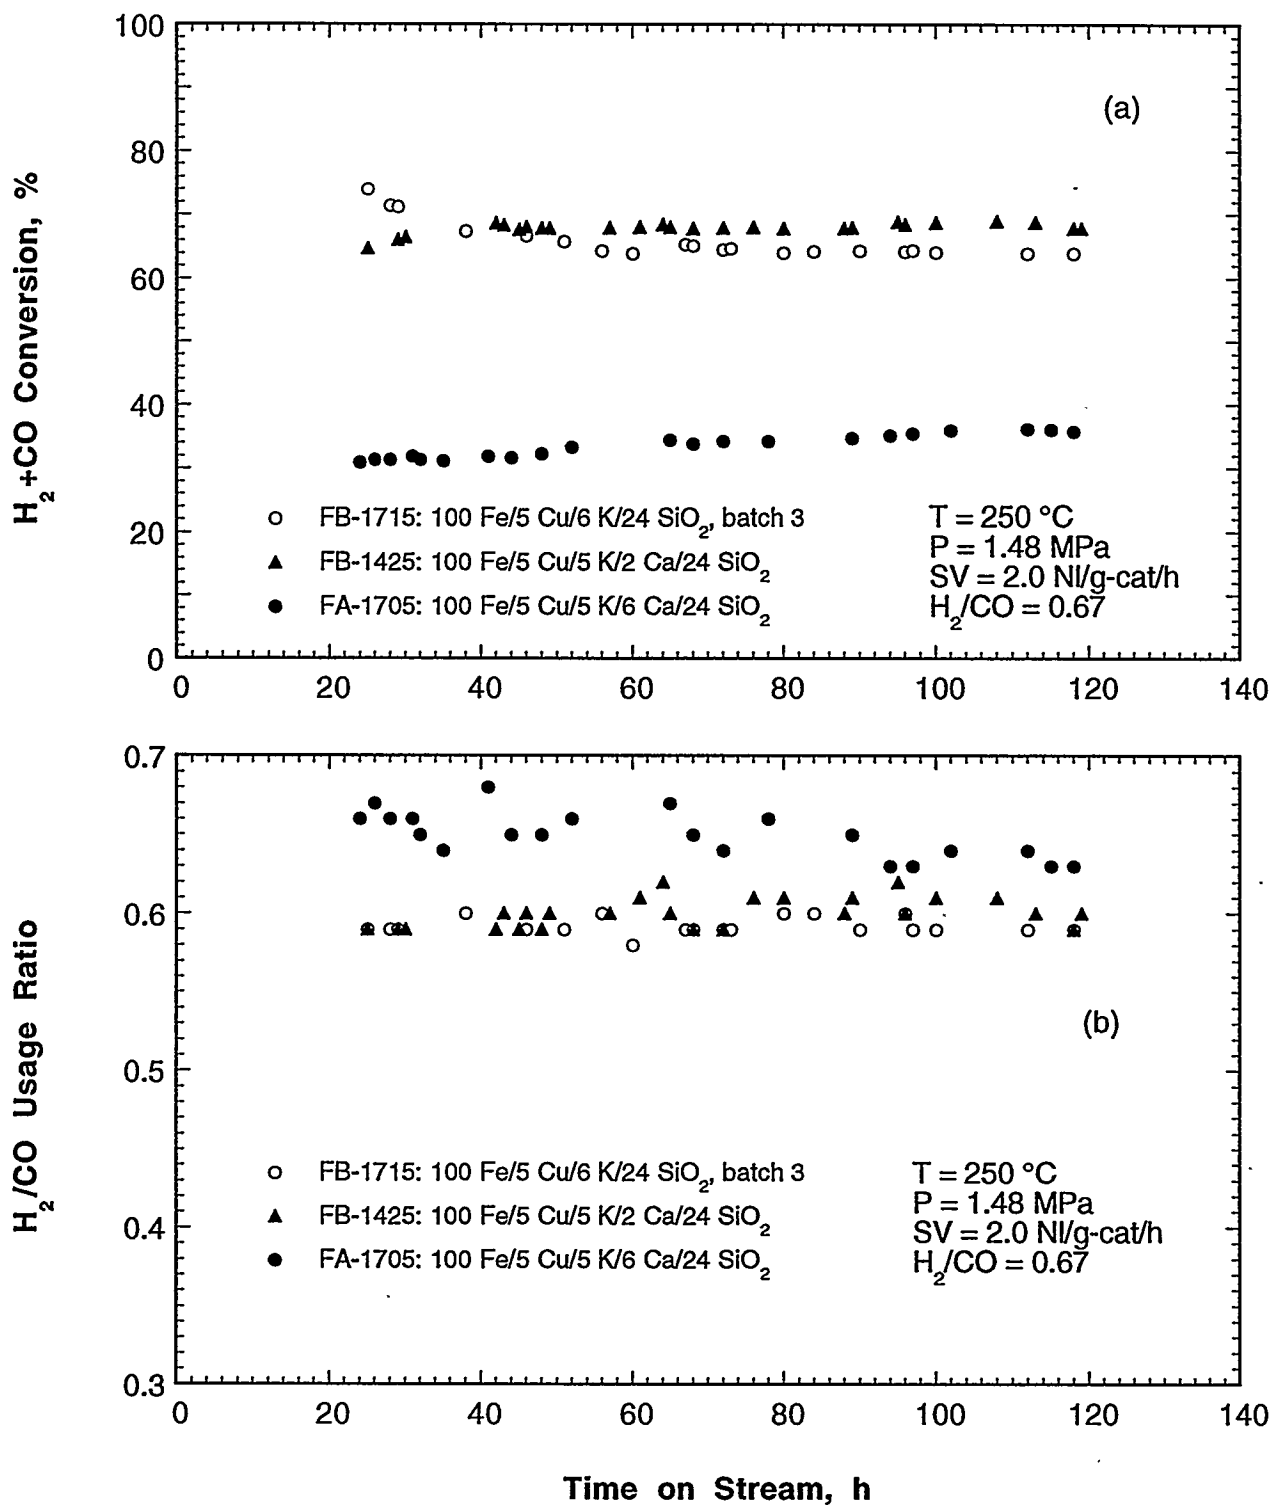 100
80
60
40
20
0
H2+CO Conversion, %
(a)
FB-1715: 100 Fe/5 Cu/6 K/24 SiO2, batch 3
FB-1425: 100 Fe/5 Cu/5 K/2 Ca/24 SiO2
FA-1705: 100 Fe/5 Cu/5 K/6 Ca/24 SiO2
T = 250 °C
P = 1.48 MPa
SV = 2.0 Nl/g-cat/h
H2/CO = 0.67
0 20 40 60 80 100 120 140
0.7
0.6
0.5
0.4
0.3
H2/CO Usage Ratio
(b)
FB-1715: 100 Fe/5 Cu/6 K/24 SiO2, batch 3
FB-1425: 100 Fe/5 Cu/5 K/2 Ca/24 SiO2
FA-1705: 100 Fe/5 Cu/5 K/6 Ca/24 SiO2
T = 250 °C
P = 1.48 MPa
SV = 2.0 Nl/g-cat/h
H2/CO = 0.67
0 20 40 60 80 100 120 140
Time on Stream, h